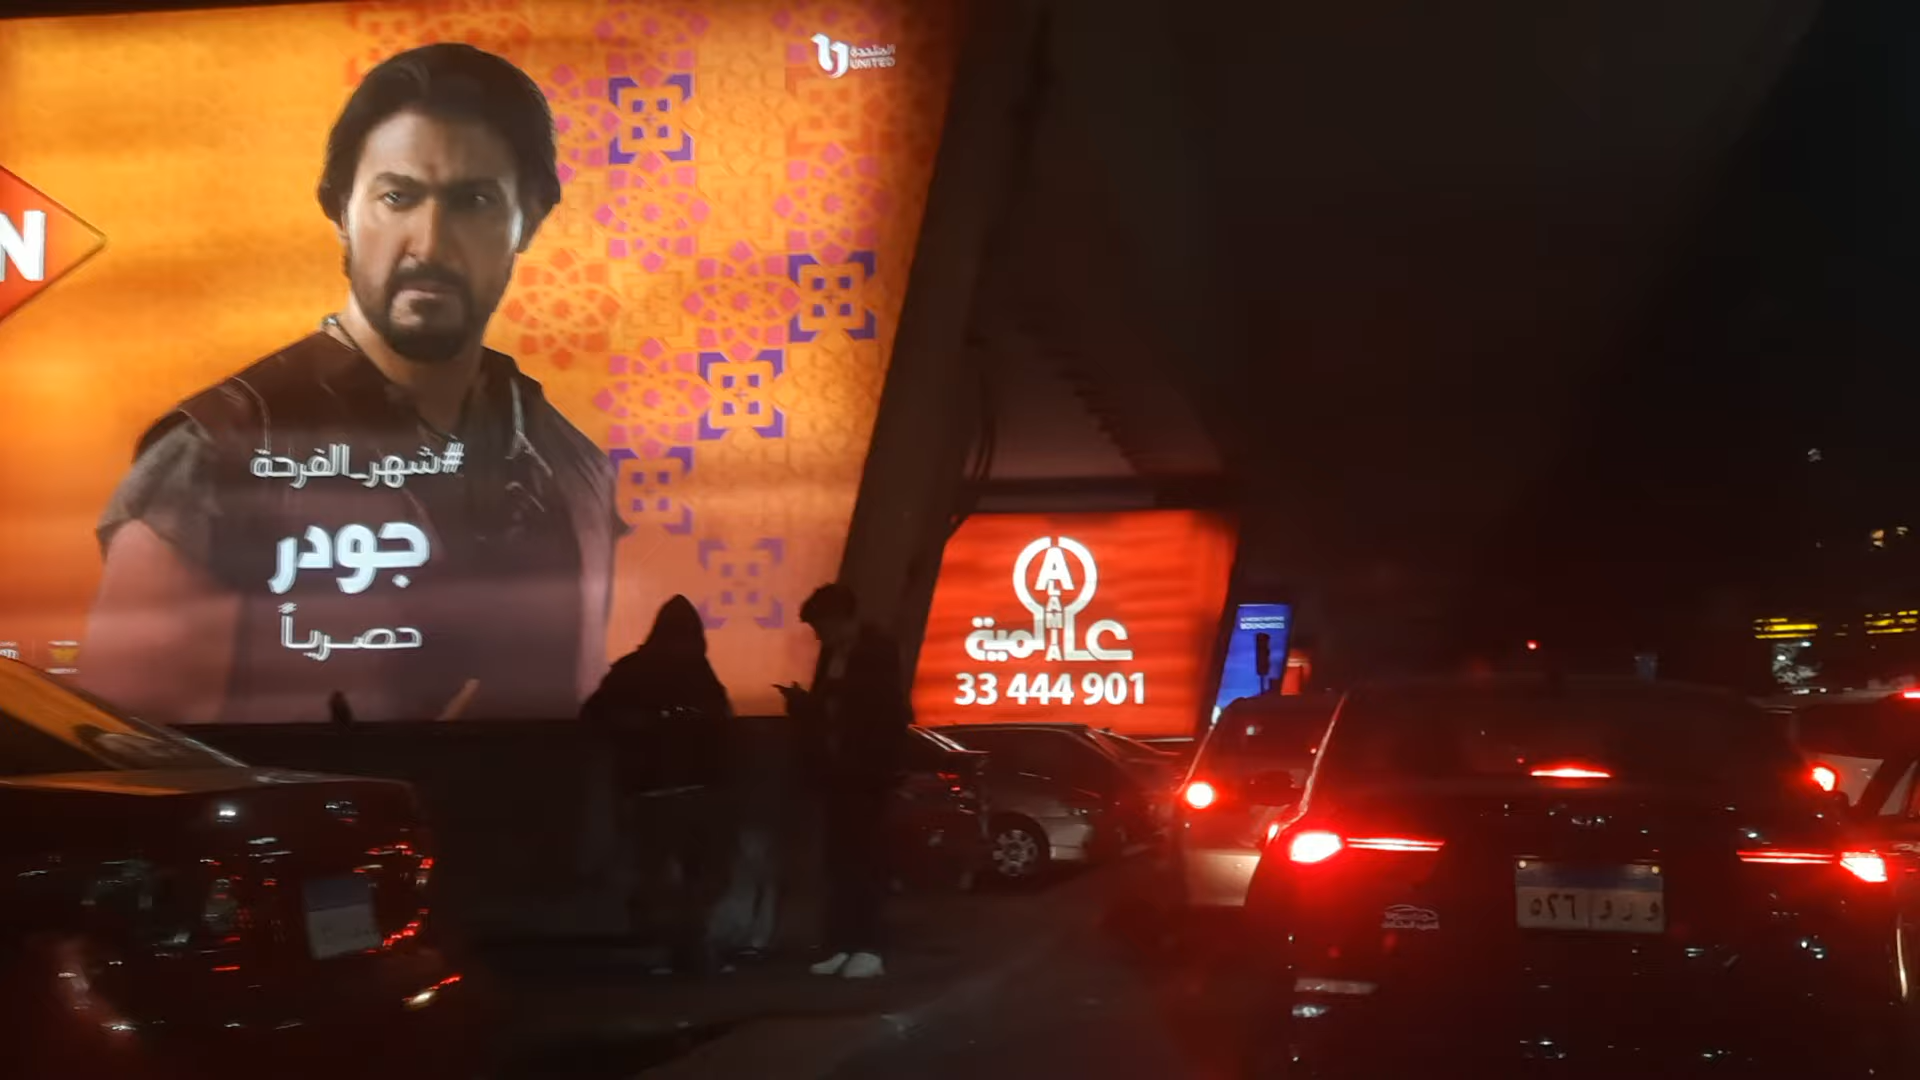 N
المتحدة
UNITED
#شهر_الفرحة
جودر
حصرياً
ALAMIA
عالمية
33 444 901
٥٢٦ و ر و